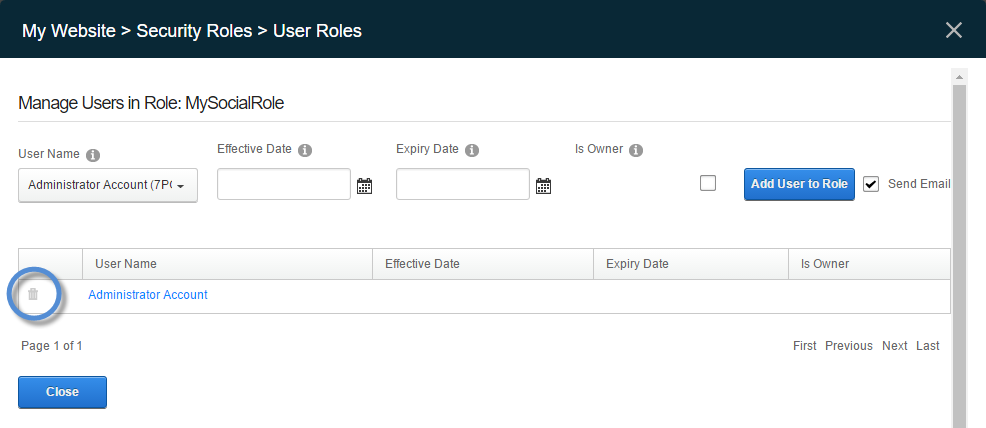 My Website > Security Roles > User Roles
Manage Users in Role: MySocialRole
User Name Effective Date Expiry Date Is Owner
Administrator Account (7P Add User to Role Send Email
User Name Effective Date Expiry Date Is Owner
Administrator Account
Page 1 of 1 First Previous Next Last
Close